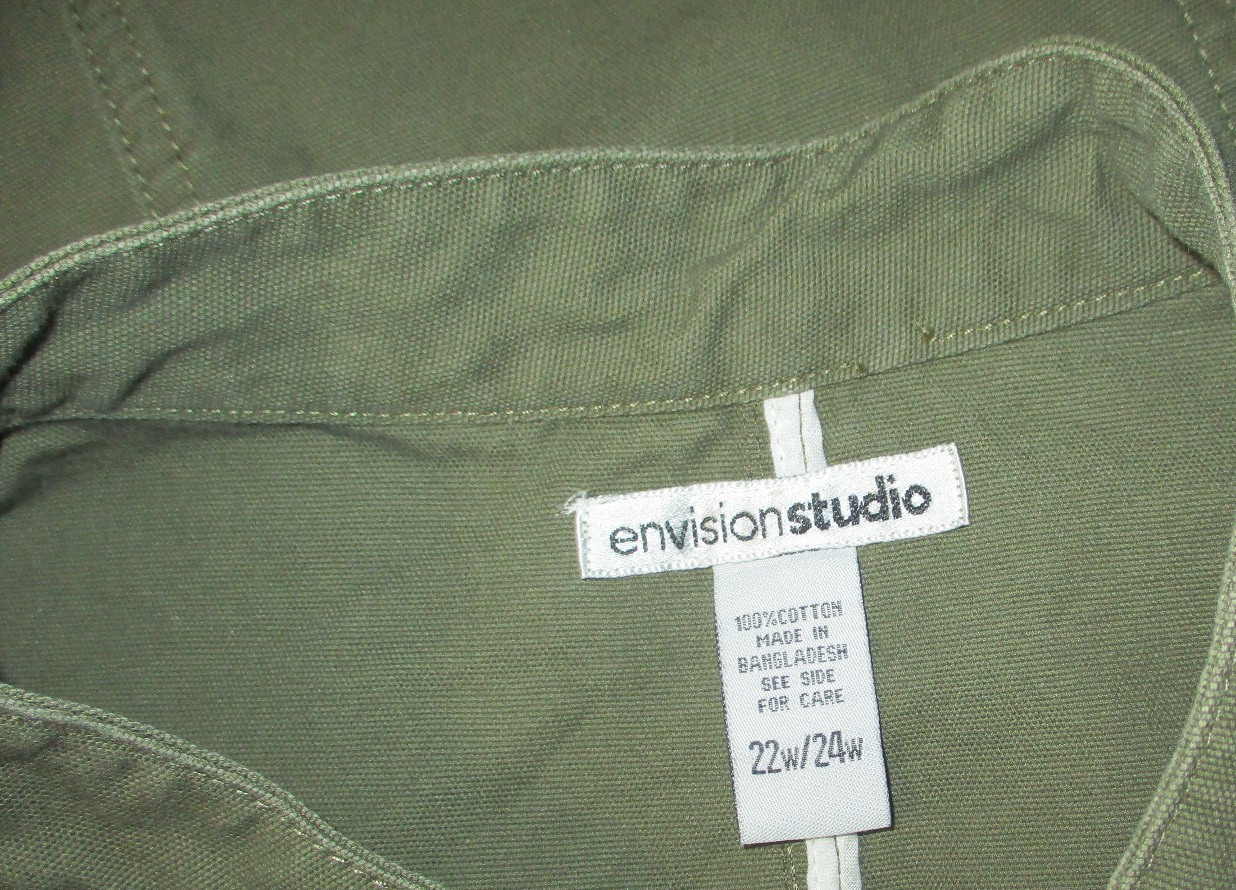 envisionstudio
100%COTTON
MADE IN
BANGLADESH
SEE SIDE
FOR CARE
22W/24W